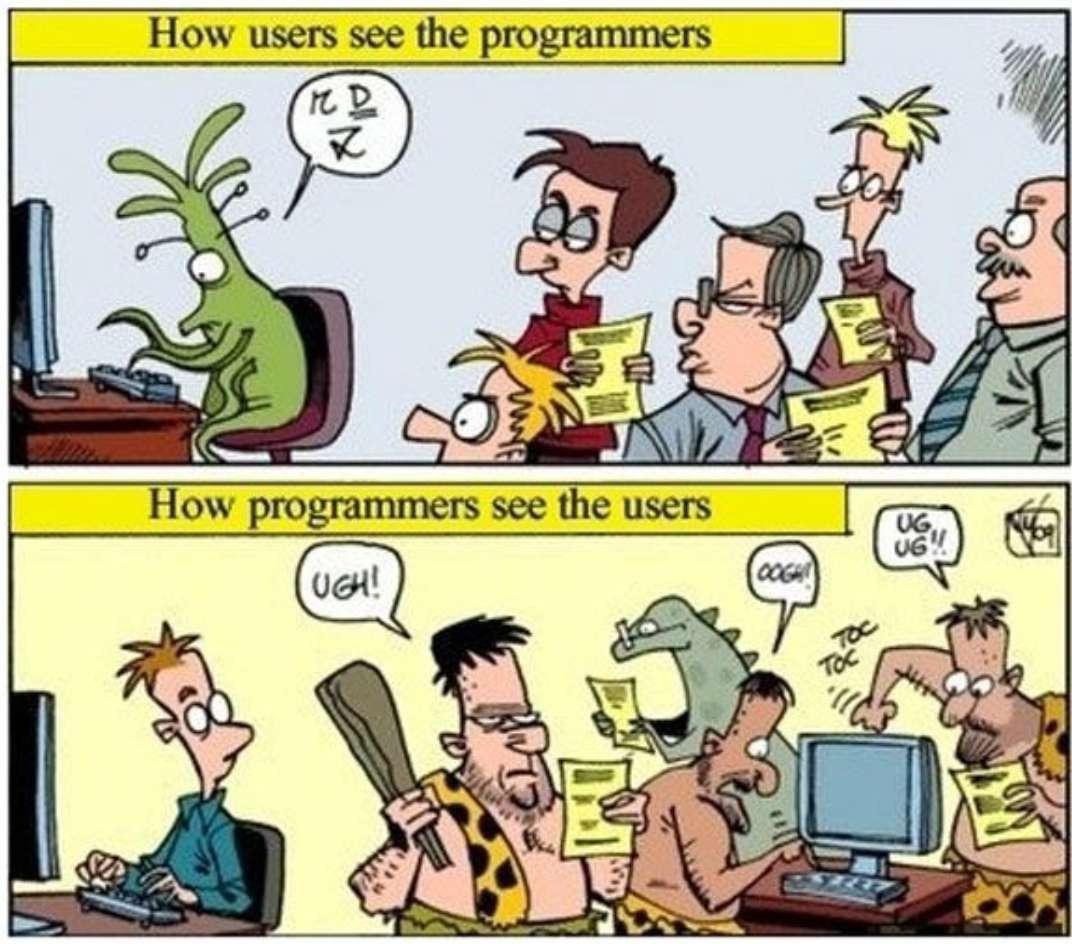 How users see the programmers
How programmers see the users
UGH!
OOGH!
UG
UG!!
TOC
TOC